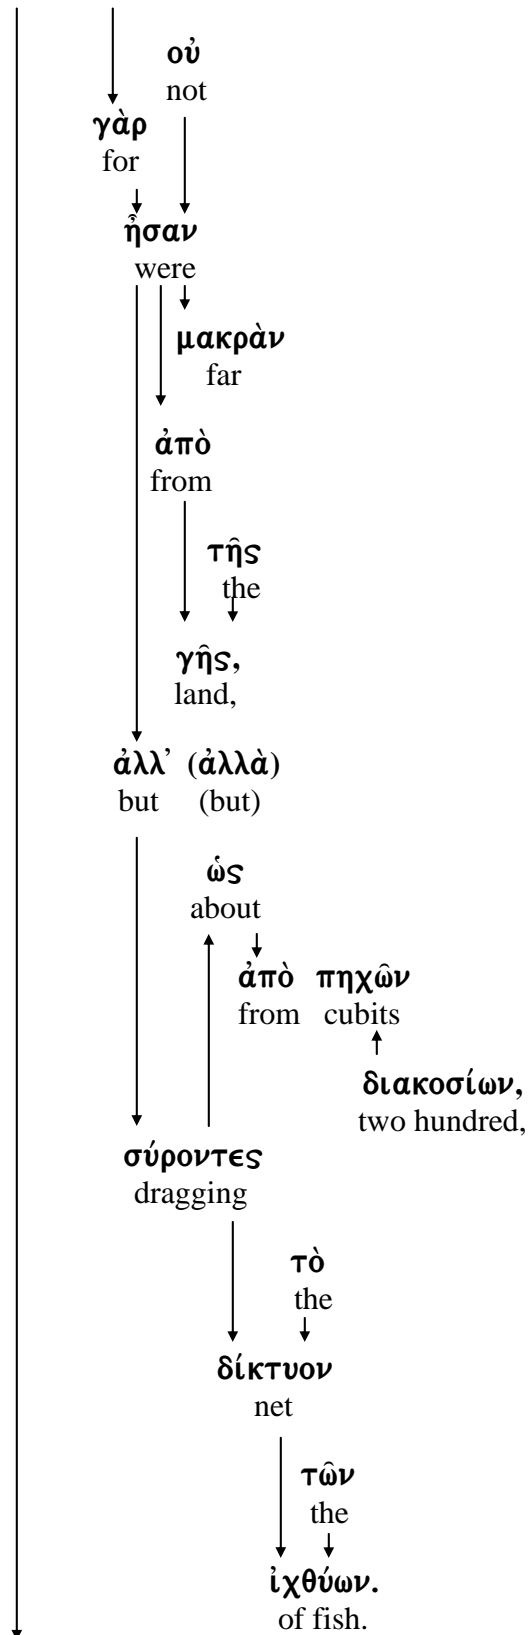 οὐ
not
γὰρ
for
ἦσαν
were
μακρὰν
far
ἀπὸ
from
τῆς
the
γῆς,
land,
ἀλλ’ (ἀλλὰ)
but (but)
ὡς
about
ἀπὸ πηχῶν
from cubits
διακοσίων,
two hundred,
σύροντες
dragging
τὸ
the
δίκτυον
net
τῶν
the
ἰχθύων.
of fish.